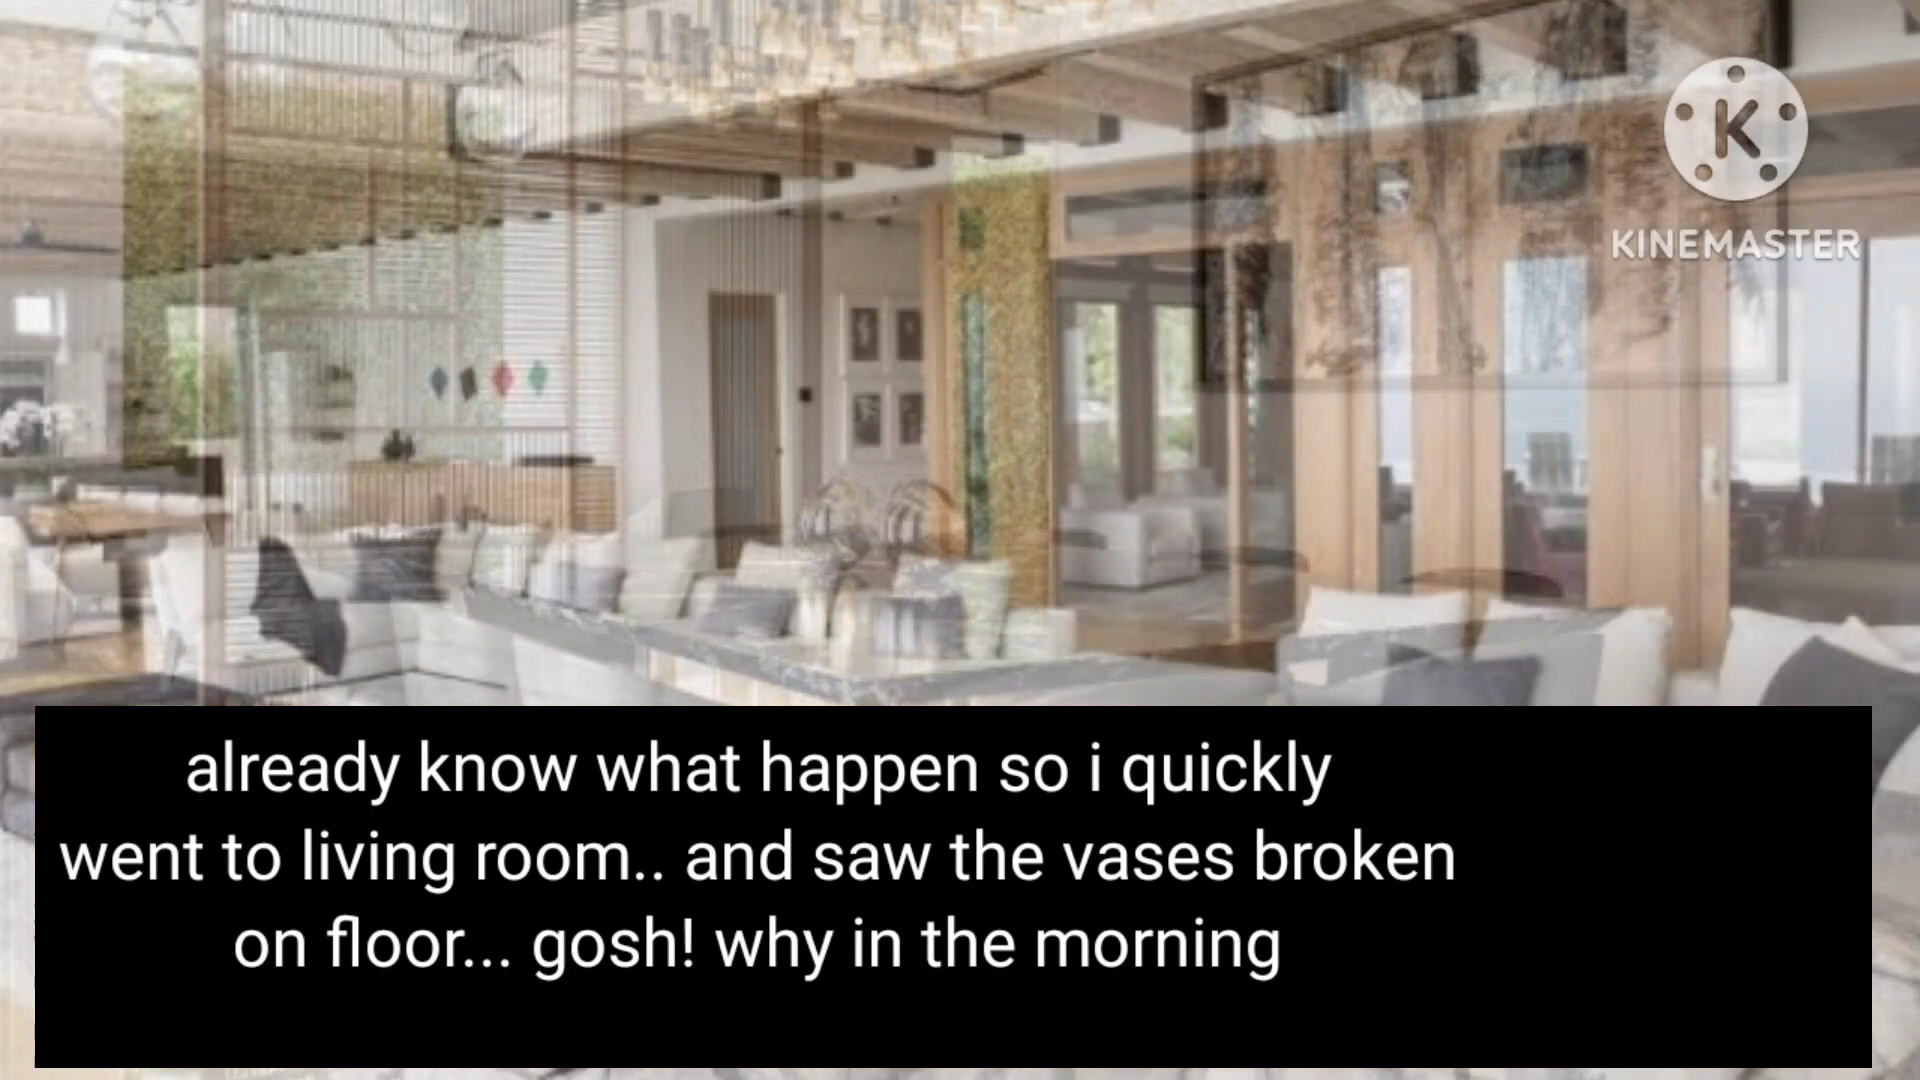 K
KINEMASTER
already know what happen so i quickly
went to living room.. and saw the vases broken
on floor... gosh! why in the morning